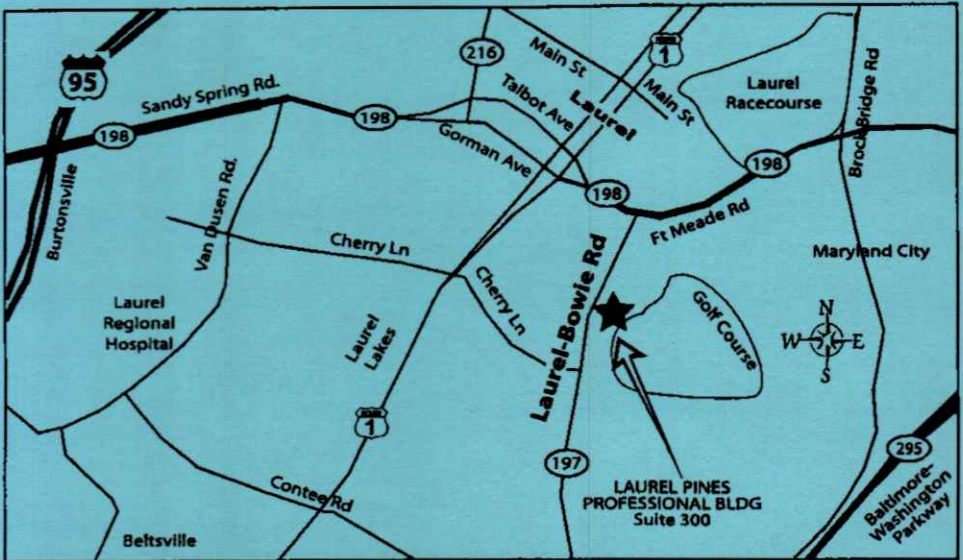 95
216
Main St
1
Main St
Laurel
Racecourse
Brock Bridge Rd
Sandy Spring Rd.
198
198
Talbot Ave
Laurel
Gorman Ave
198
198
Ft Meade Rd
Burtonsville
Van Dusen Rd.
Cherry Ln
Cherry Ln
Laurel-Bowie Rd
Maryland City
Golf Course
N
W E
S
Laurel
Regional
Hospital
Laurel
Lakes
1
197
LAUREL PINES
PROFESSIONAL BLDG
Suite 300
295
Baltimore-
Washington
Parkway
Contee Rd
Beltsville